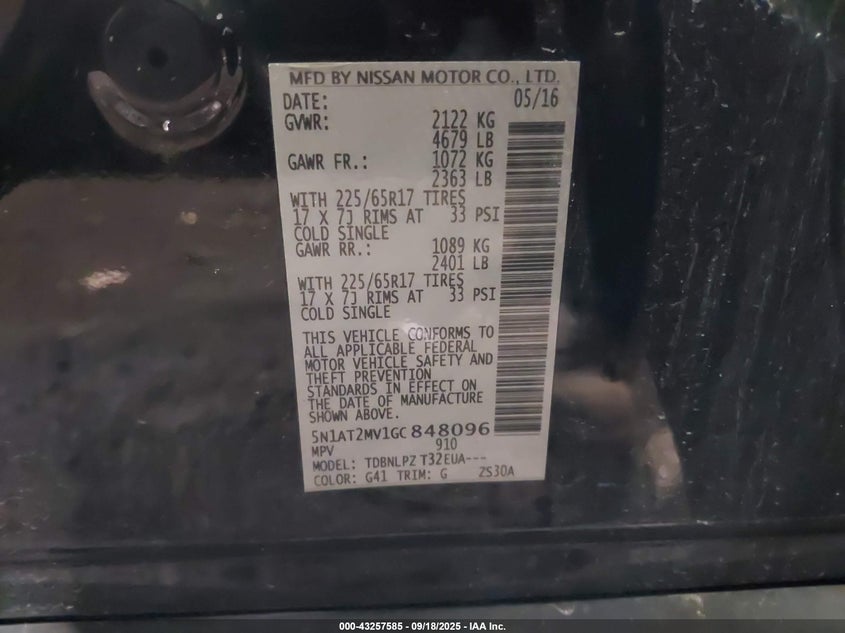 MFD BY NISSAN MOTOR CO., LTD.
DATE: 05/16
GVWR: 2122 KG
4679 LB
GAWR FR.: 1072 KG
2363 LB
WITH 225/65R17 TIRES
17 X 7J RIMS AT 33 PSI
COLD SINGLE
GAWR RR.: 1089 KG
2401 LB
WITH 225/65R17 TIRES
17 X 7J RIMS AT 33 PSI
COLD SINGLE
THIS VEHICLE CONFORMS TO
ALL APPLICABLE FEDERAL
MOTOR VEHICLE SAFETY AND
THEFT PREVENTION
STANDARDS IN EFFECT ON
THE DATE OF MANUFACTURE
SHOWN ABOVE.
5N1AT2MV1GC848096
MPV 910
MODEL: TDBNLPZ T32EUA---
COLOR: G41 TRIM: G ZS30A
000-43257585 - 09/18/2025 - IAA Inc.